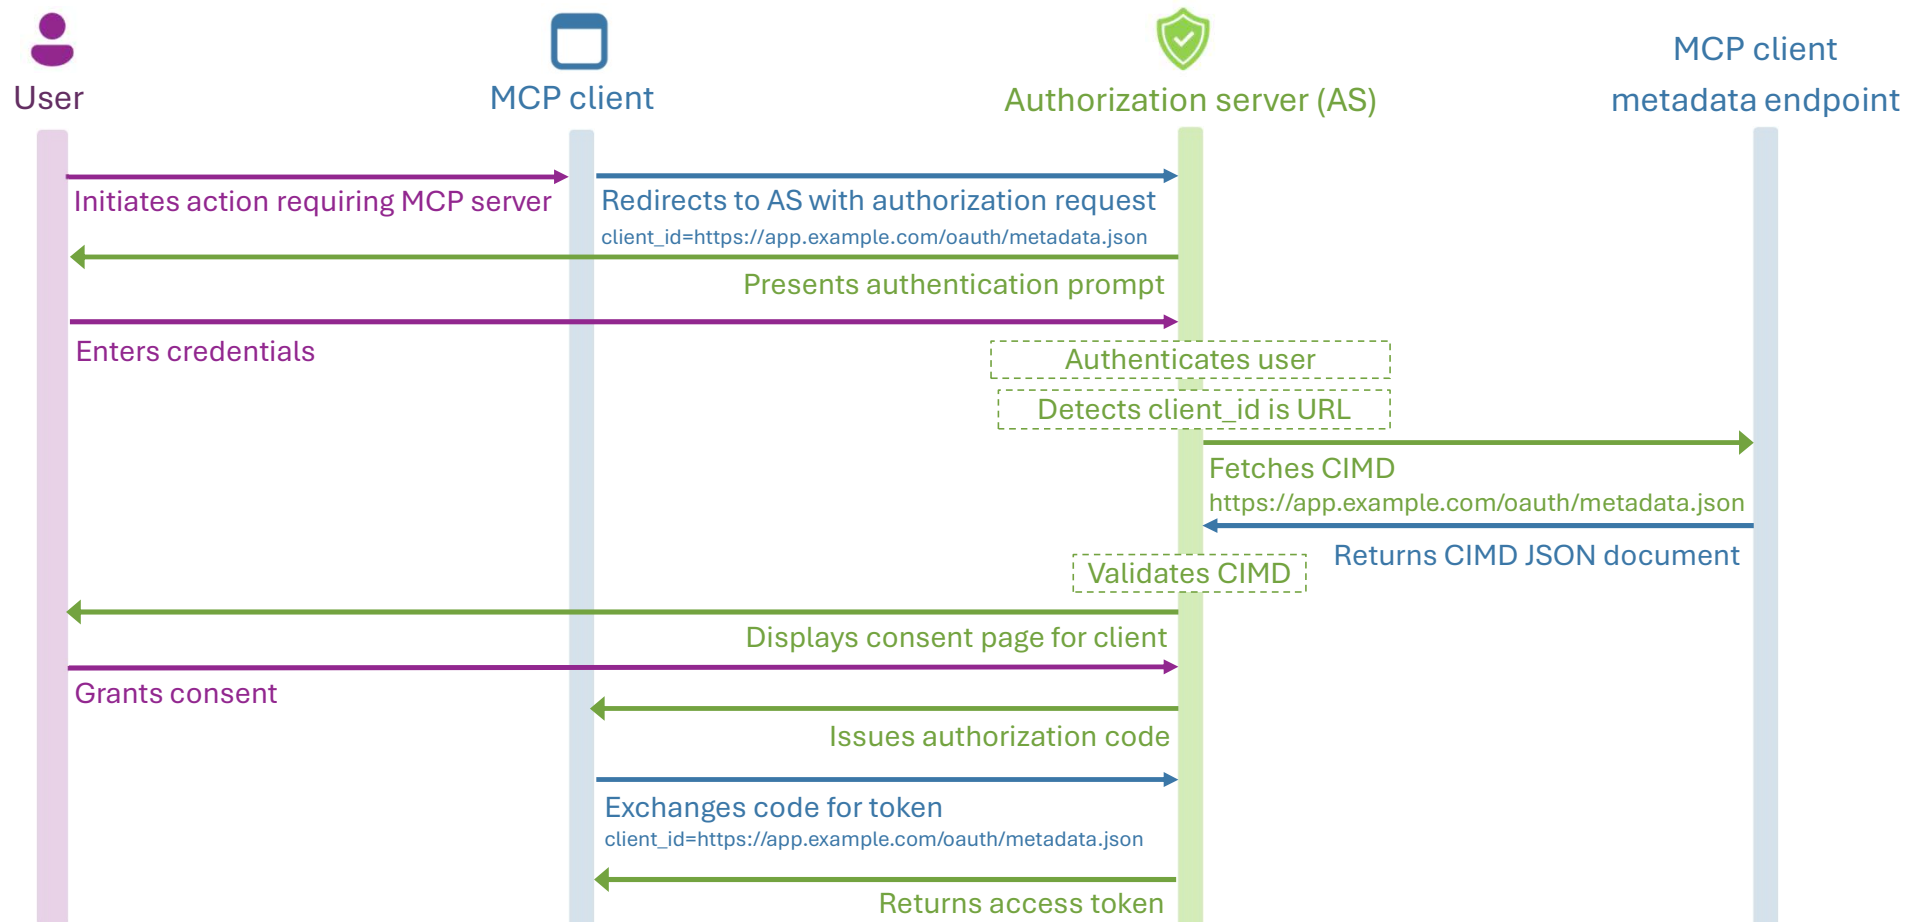 User
MCP client
Authorization server (AS)
MCP client
metadata endpoint
Initiates action requiring MCP server
Redirects to AS with authorization request
client_id=https://app.example.com/oauth/metadata.json
Presents authentication prompt
Enters credentials
Authenticates user
Detects client_id is URL
Fetches CIMD
https://app.example.com/oauth/metadata.json
Returns CIMD JSON document
Validates CIMD
Displays consent page for client
Grants consent
Issues authorization code
Exchanges code for token
client_id=https://app.example.com/oauth/metadata.json
Returns access token